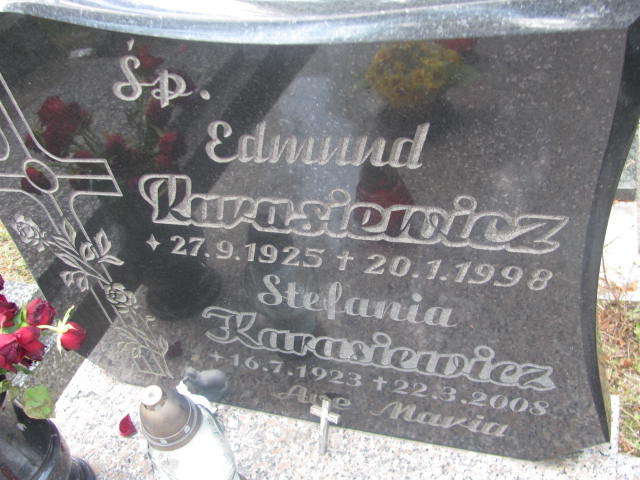 Śp.
Edmund
Karasiewicz
✦ 27.9.1925 ✝ 20.1.1998
Stefania
Karasiewicz
✦ 16.7.1923 ✝ 22.3.2008
Ave Maria